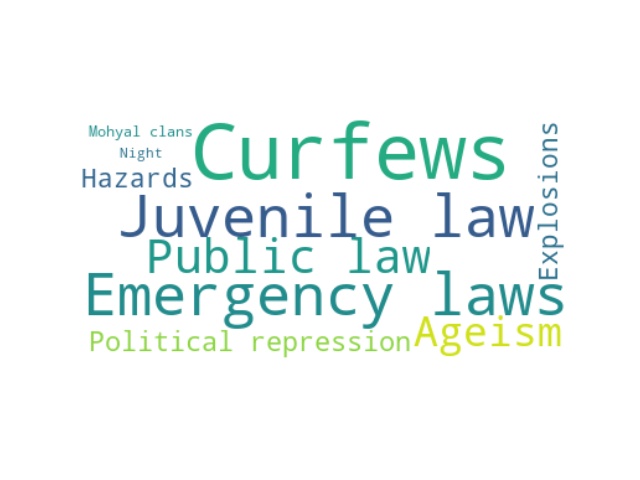 Mohyal clans
Night
Hazards
Curfews
Explosions
Juvenile law
Public law
Emergency laws
Political repression
Ageism